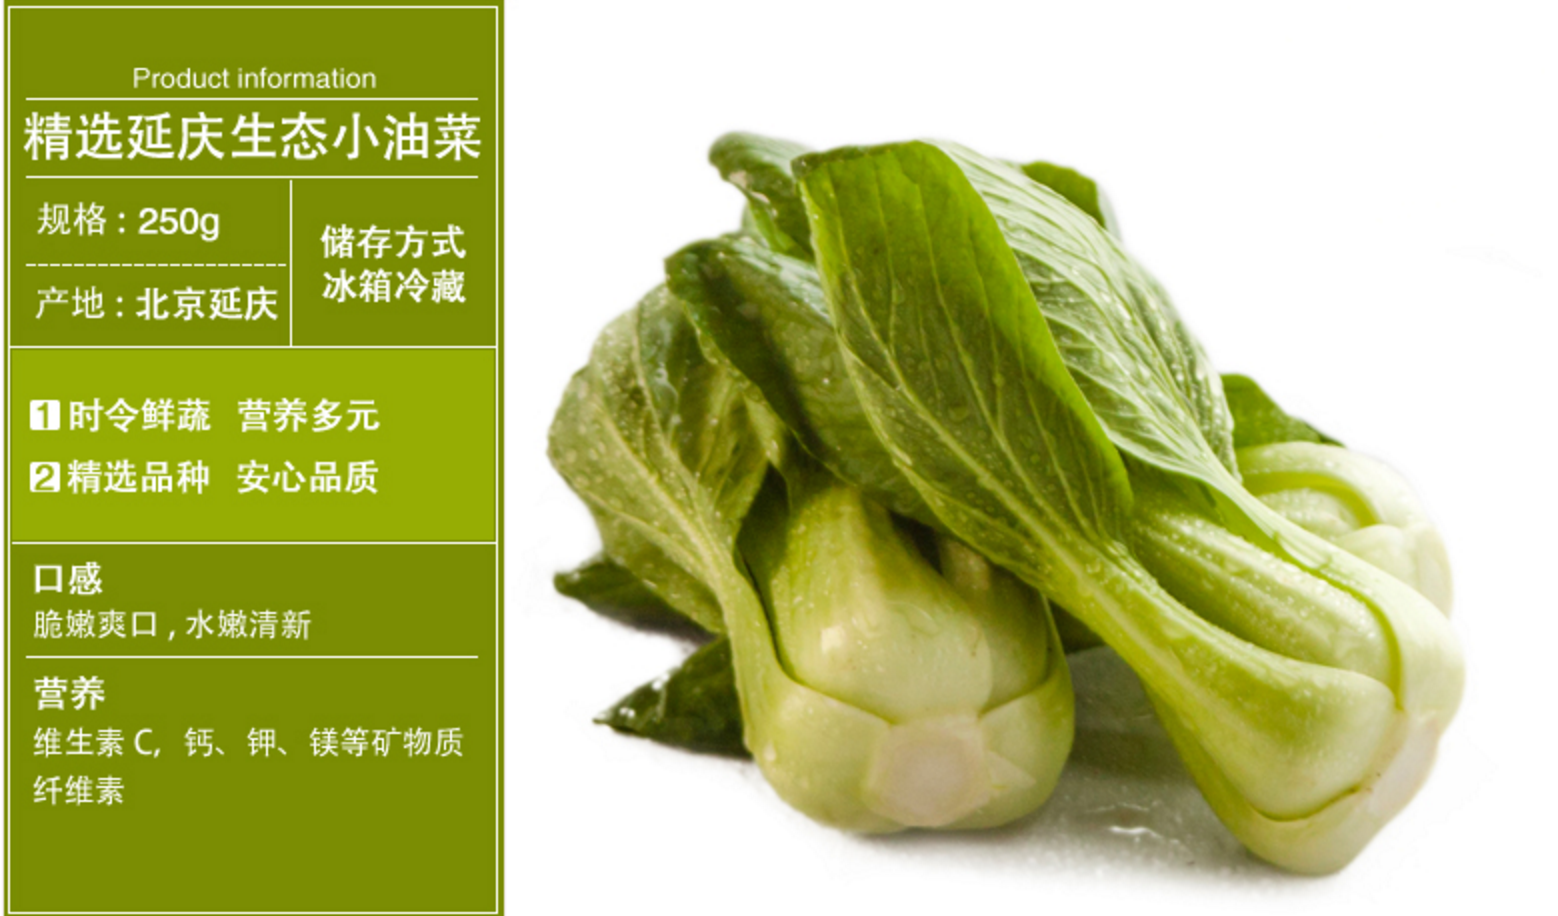 Product information
精选延庆生态小油菜
规格：250g
产地：北京延庆
储存方式
冰箱冷藏
1 时令鲜蔬 营养多元
2 精选品种 安心品质
口感
脆嫩爽口，水嫩清新
营养
维生素 C, 钙、钾、镁等矿物质
纤维素